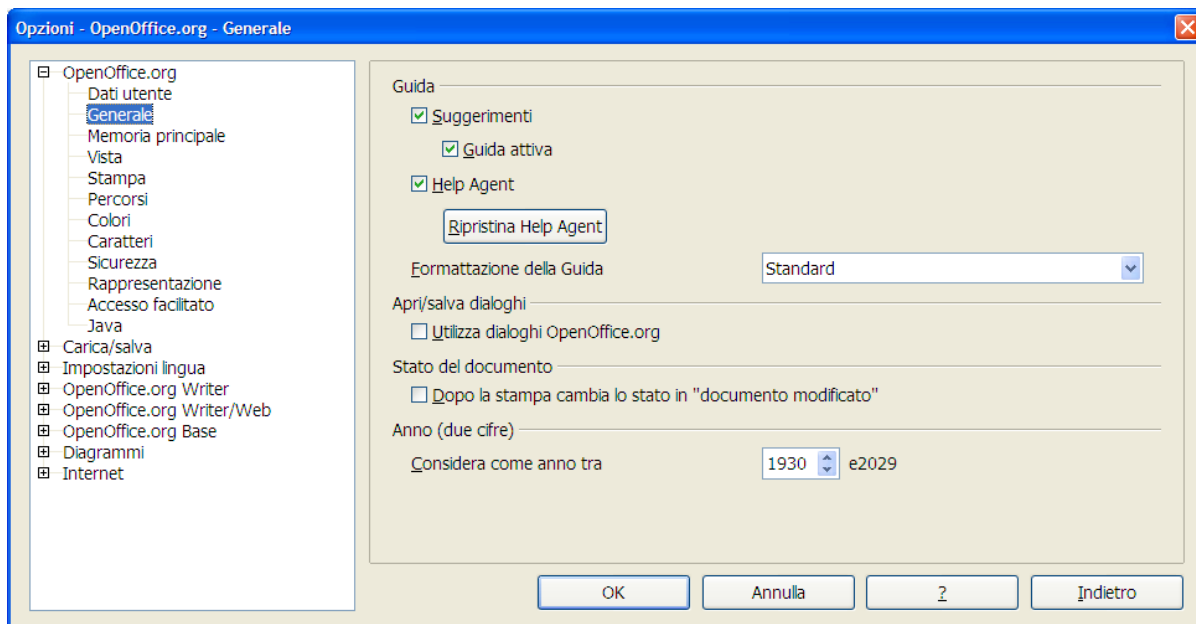 Opzioni - OpenOffice.org - Generale
OpenOffice.org
Dati utente
Generale
Memoria principale
Vista
Stampa
Percorsi
Colori
Caratteri
Sicurezza
Rappresentazione
Accesso facilitato
Java
Carica/salva
Impostazioni lingua
OpenOffice.org Writer
OpenOffice.org Writer/Web
OpenOffice.org Base
Diagrammi
Internet
Guida
Suggerimenti
Guida attiva
Help Agent
Ripristina Help Agent
Formattazione della Guida Standard
Apri/salva dialoghi
Utilizza dialoghi OpenOffice.org
Stato del documento
Dopo la stampa cambia lo stato in "documento modificato"
Anno (due cifre)
Considera come anno tra 1930 e2029
OK Annulla ? Indietro